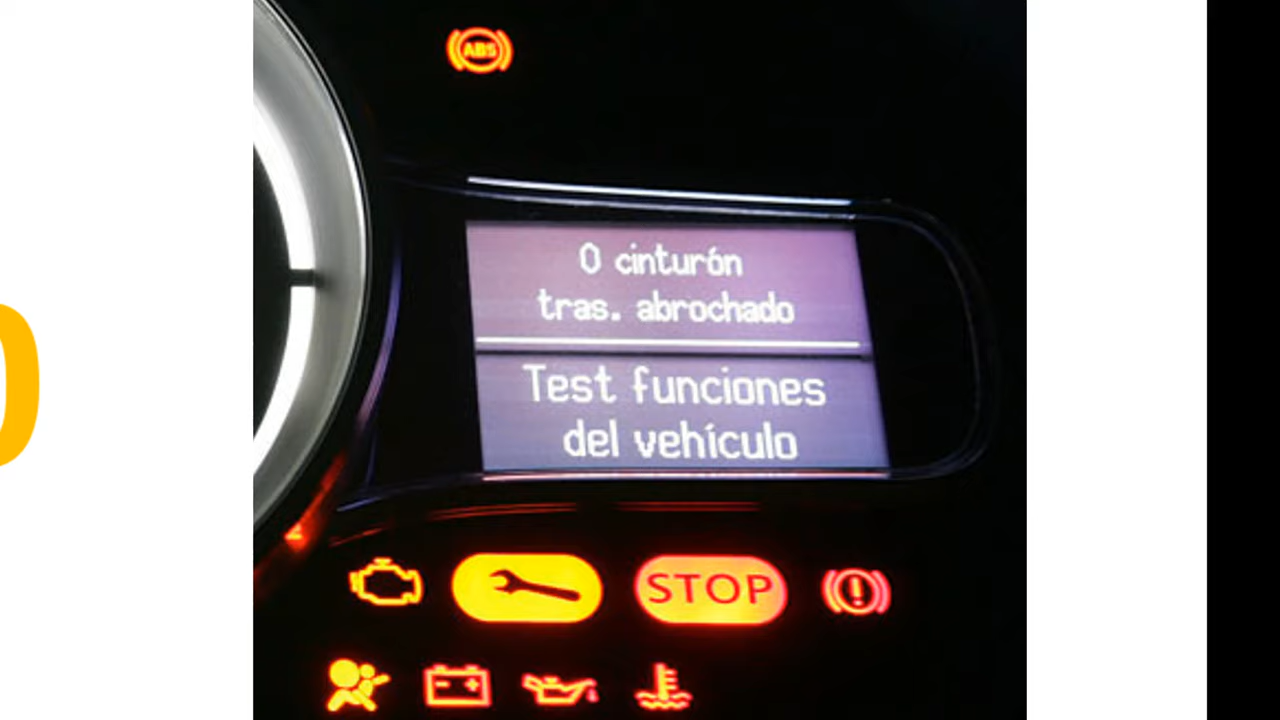 ABS
0 cinturón
tras. abrochado
Test funciones
del vehículo
STOP